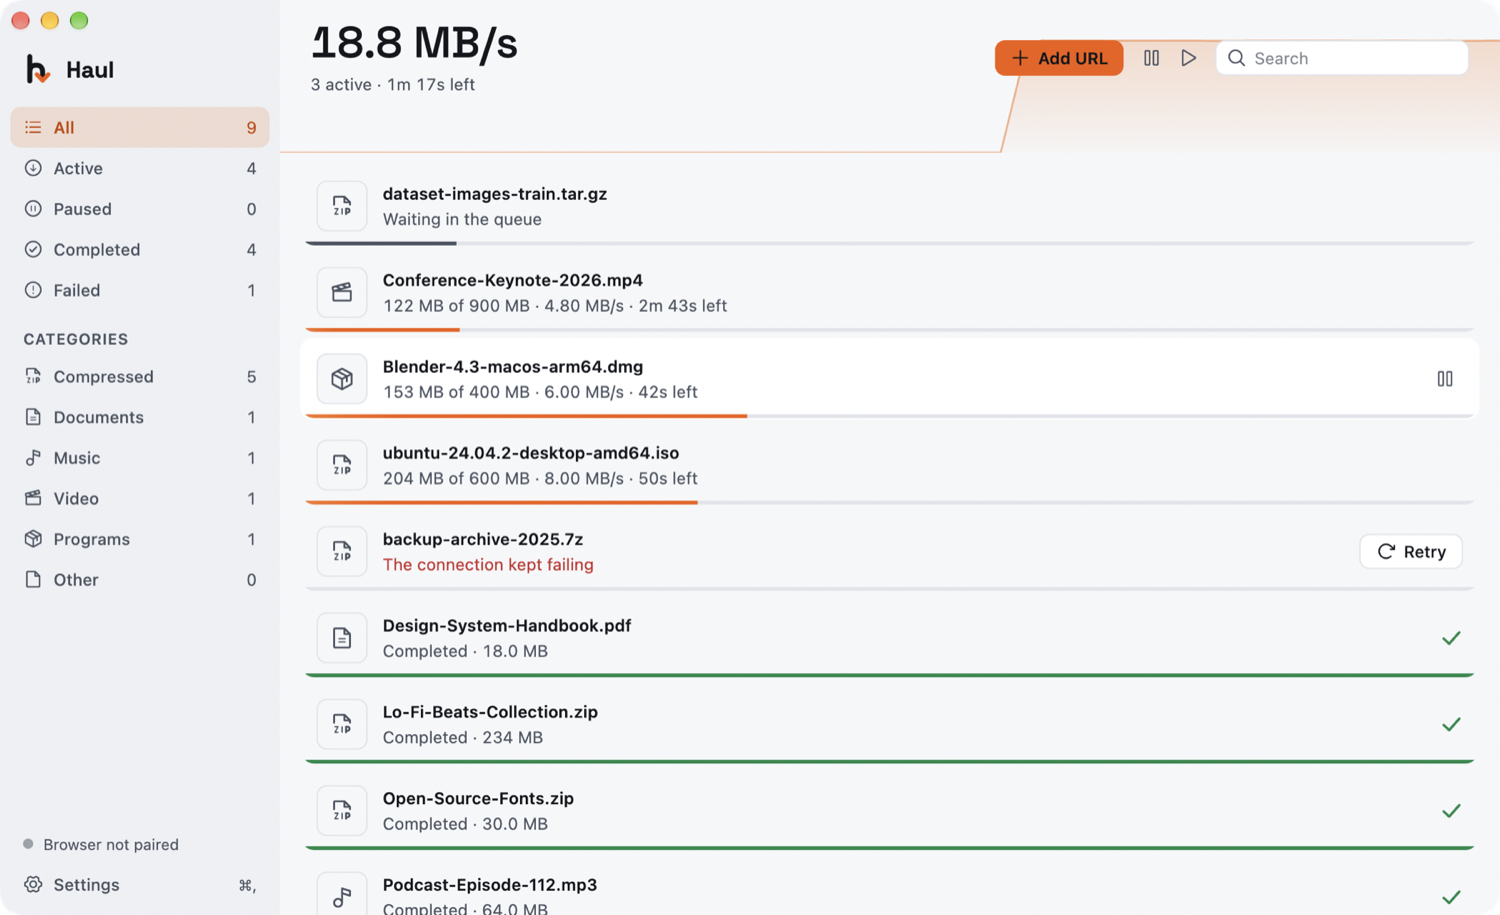 Haul
All 9
Active 4
Paused 0
Completed 4
Failed 1
CATEGORIES
Compressed 5
Documents 1
Music 1
Video 1
Programs 1
Other 0
Browser not paired
Settings ⌘,
18.8 MB/s
3 active · 1m 17s left
Add URL
Search
ZIP
dataset-images-train.tar.gz
Waiting in the queue
Conference-Keynote-2026.mp4
122 MB of 900 MB · 4.80 MB/s · 2m 43s left
Blender-4.3-macos-arm64.dmg
153 MB of 400 MB · 6.00 MB/s · 42s left
ZIP
ubuntu-24.04.2-desktop-amd64.iso
204 MB of 600 MB · 8.00 MB/s · 50s left
ZIP
backup-archive-2025.7z
The connection kept failing
Retry
Design-System-Handbook.pdf
Completed · 18.0 MB
ZIP
Lo-Fi-Beats-Collection.zip
Completed · 234 MB
ZIP
Open-Source-Fonts.zip
Completed · 30.0 MB
Podcast-Episode-112.mp3
Completed · 64.0 MB